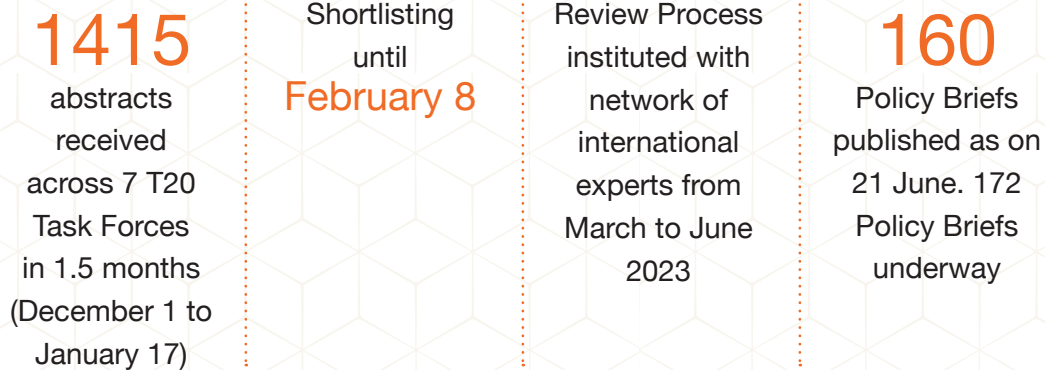 1415
abstracts
received
across 7 T20
Task Forces
in 1.5 months
(December 1 to
January 17)
Shortlisting
until
February 8
Review Process
instituted with
network of
international
experts from
March to June
2023
160
Policy Briefs
published as on
21 June. 172
Policy Briefs
underway